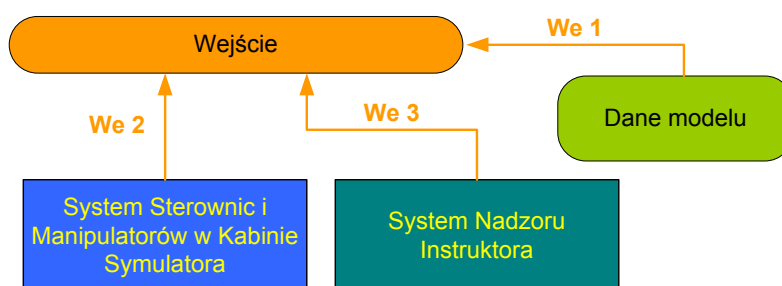 Wejście
We 1
We 2
We 3
Dane modelu
System Sterownic i
Manipulatorów w Kabinie
Symulatora
System Nadzoru
Instruktora